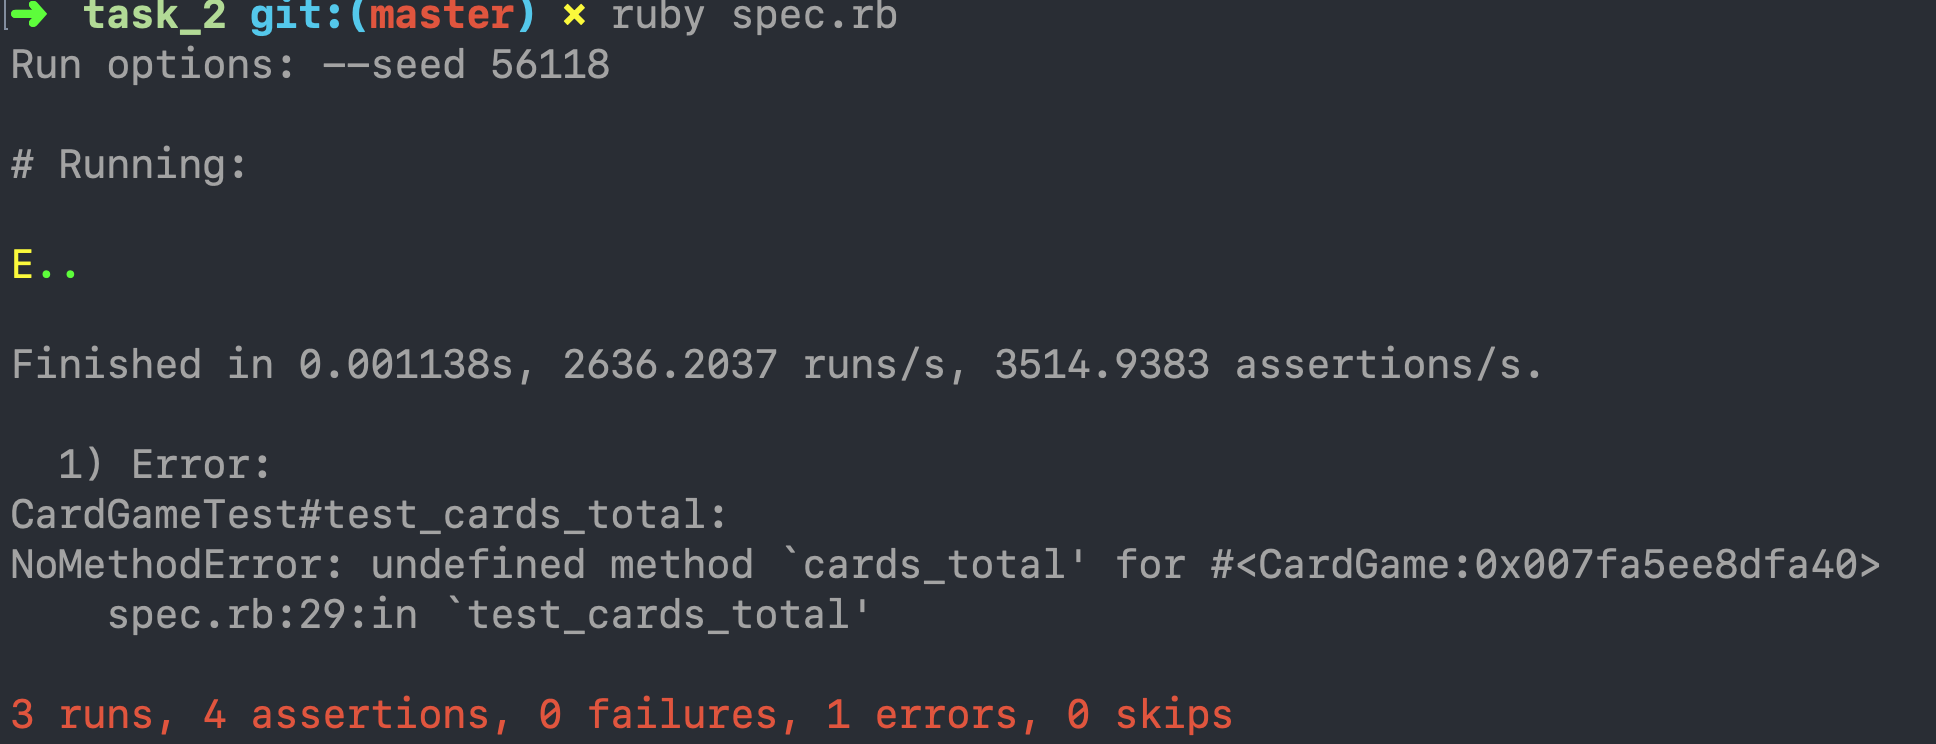 ➜ task_2 git:(master) × ruby spec.rb
Run options: --seed 56118
# Running:
E..
Finished in 0.001138s, 2636.2037 runs/s, 3514.9383 assertions/s.
1) Error:
CardGameTest#test_cards_total:
NoMethodError: undefined method `cards_total' for #<CardGame:0x007fa5ee8dfa40>
spec.rb:29:in `test_cards_total'
3 runs, 4 assertions, 0 failures, 1 errors, 0 skips